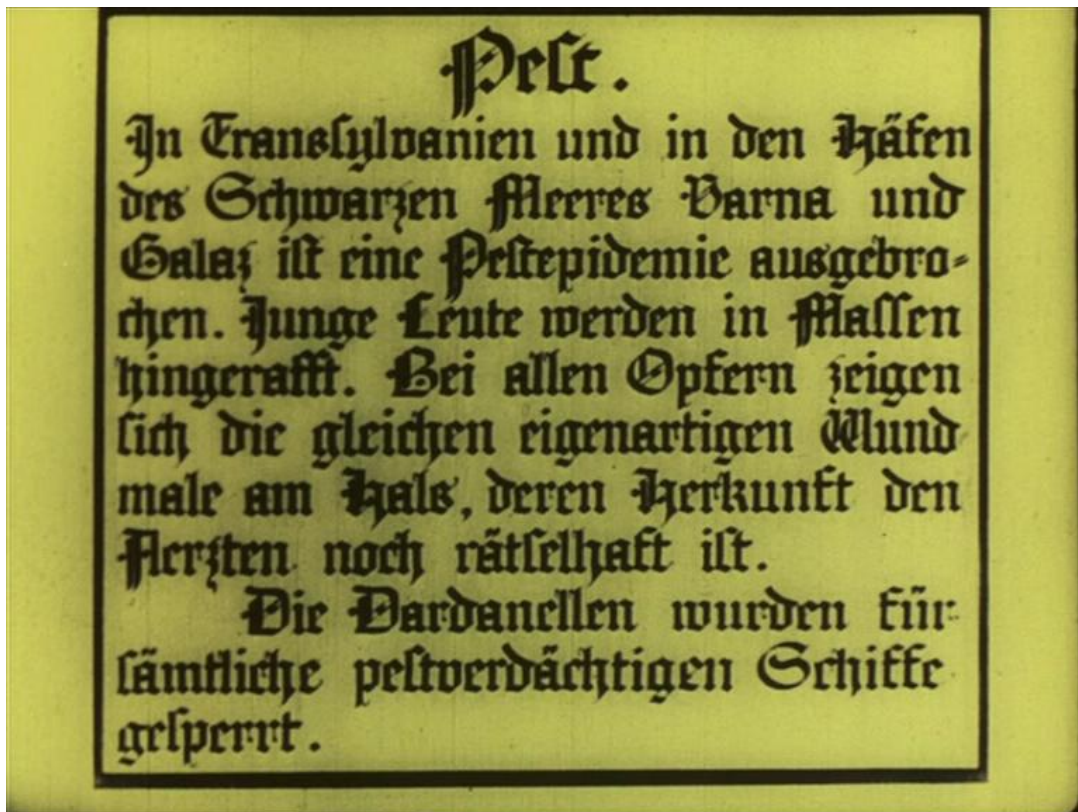 Pest.
In Transsylvanien und in den Häfen
des Schwarzen Meeres Varna und
Galaz ist eine Pestepidemie ausgebro-
chen. Junge Leute werden in Massen
hingerafft. Bei allen Opfern zeigen
sich die gleichen eigenartigen Wund
male am Hals, deren Herkunft den
Aerzten noch rätselhaft ist.
Die Dardanellen wurden für
sämtliche pestverdächtigen Schiffe
gesperrt.